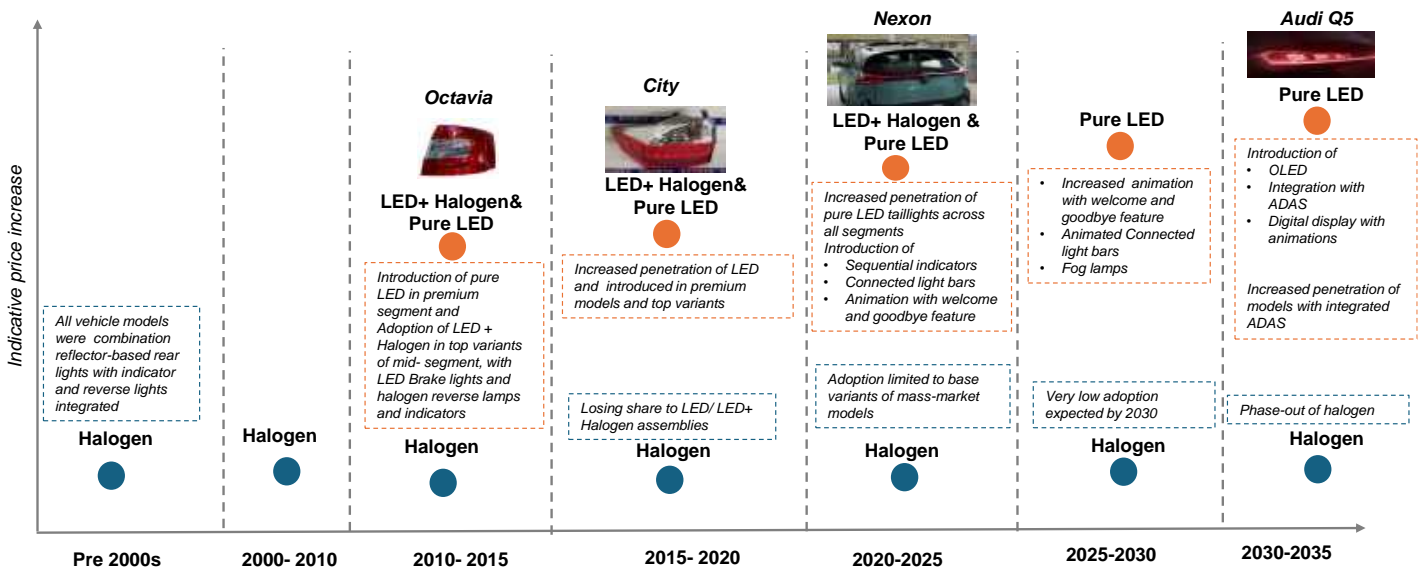 Indicative price increase
All vehicle models
were combination
reflector-based rear
lights with indicator
and reverse lights
integrated
Halogen
Pre 2000s
Halogen
2000- 2010
Octavia
LED+ Halogen&
Pure LED
Introduction of pure
LED in premium
segment and
Adoption of LED +
Halogen in top variants
of mid- segment, with
LED Brake lights and
halogen reverse lamps
and indicators
Halogen
2010- 2015
City
LED+ Halogen&
Pure LED
Increased penetration of LED
and introduced in premium
models and top variants
Losing share to LED/ LED+
Halogen assemblies
Halogen
2015- 2020
Nexon
LED+ Halogen &
Pure LED
Increased penetration of
pure LED taillights across
all segments
Introduction of
• Sequential indicators
• Connected light bars
• Animation with welcome
and goodbye feature
Adoption limited to base
variants of mass-market
models
Halogen
2020-2025
Pure LED
• Increased animation
with welcome and
goodbye feature
• Animated Connected
light bars
• Fog lamps
Very low adoption
expected by 2030
Halogen
2025-2030
Audi Q5
Pure LED
Introduction of
• OLED
• Integration with
ADAS
• Digital display with
animations
Increased penetration of
models with integrated
ADAS
Phase-out of halogen
Halogen
2030-2035